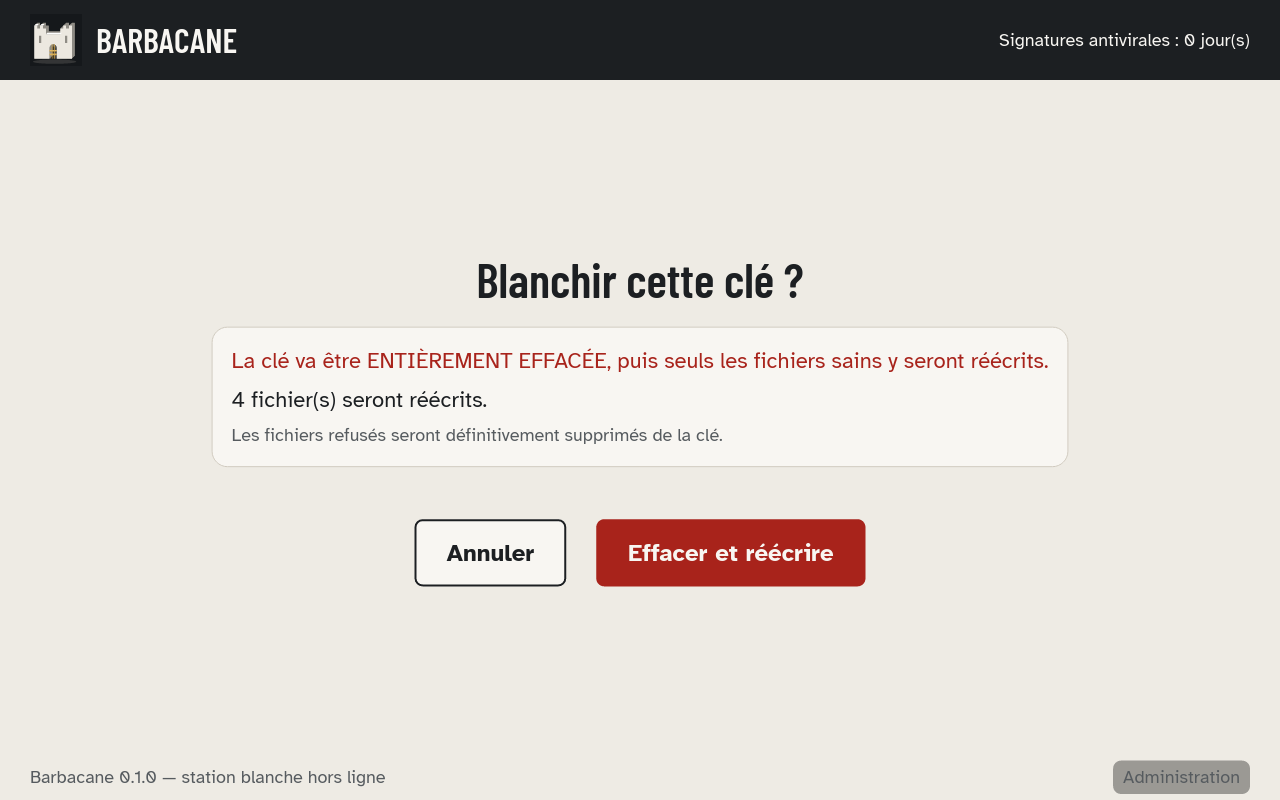 BARBACANE
Signatures antivirales : 0 jour(s)
Blanchir cette clé ?
La clé va être ENTIÈREMENT EFFACÉE, puis seuls les fichiers sains y seront réécrits.
4 fichier(s) seront réécrits.
Les fichiers refusés seront définitivement supprimés de la clé.
Annuler
Effacer et réécrire
Barbacane 0.1.0 — station blanche hors ligne
Administration